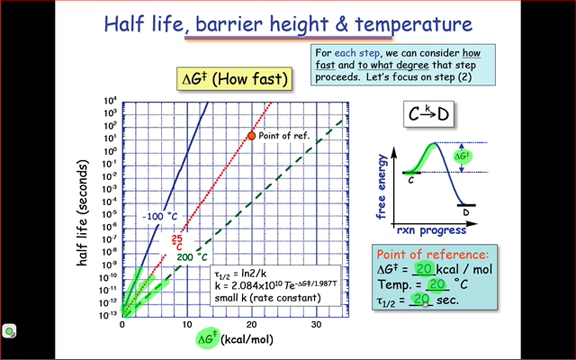 Half life, barrier height & temperature
For each step, we can consider how
fast and to what degree that step
proceeds. Let's focus on step (2)
ΔG‡ (How fast)
10⁴
10³
10²
10¹
10⁰
10⁻¹
10⁻²
10⁻³
10⁻⁴
10⁻⁵
10⁻⁶
10⁻⁷
10⁻⁸
10⁻⁹
10⁻¹⁰
10⁻¹¹
10⁻¹²
10⁻¹³
half life (seconds)
Point of ref.
-100 °C
25
°C
200 °C
τ1/2 = ln2/k
k = 2.084x10¹⁰ Te^-ΔG‡/1.987T
small k (rate constant)
0 10 20 30
ΔG‡ (kcal/mol)
k
C → D
free energy
ΔG‡
C
D
rxn progress
Point of reference:
ΔG‡ = 20 kcal / mol
Temp. = 20 °C
τ1/2 = 20 sec.